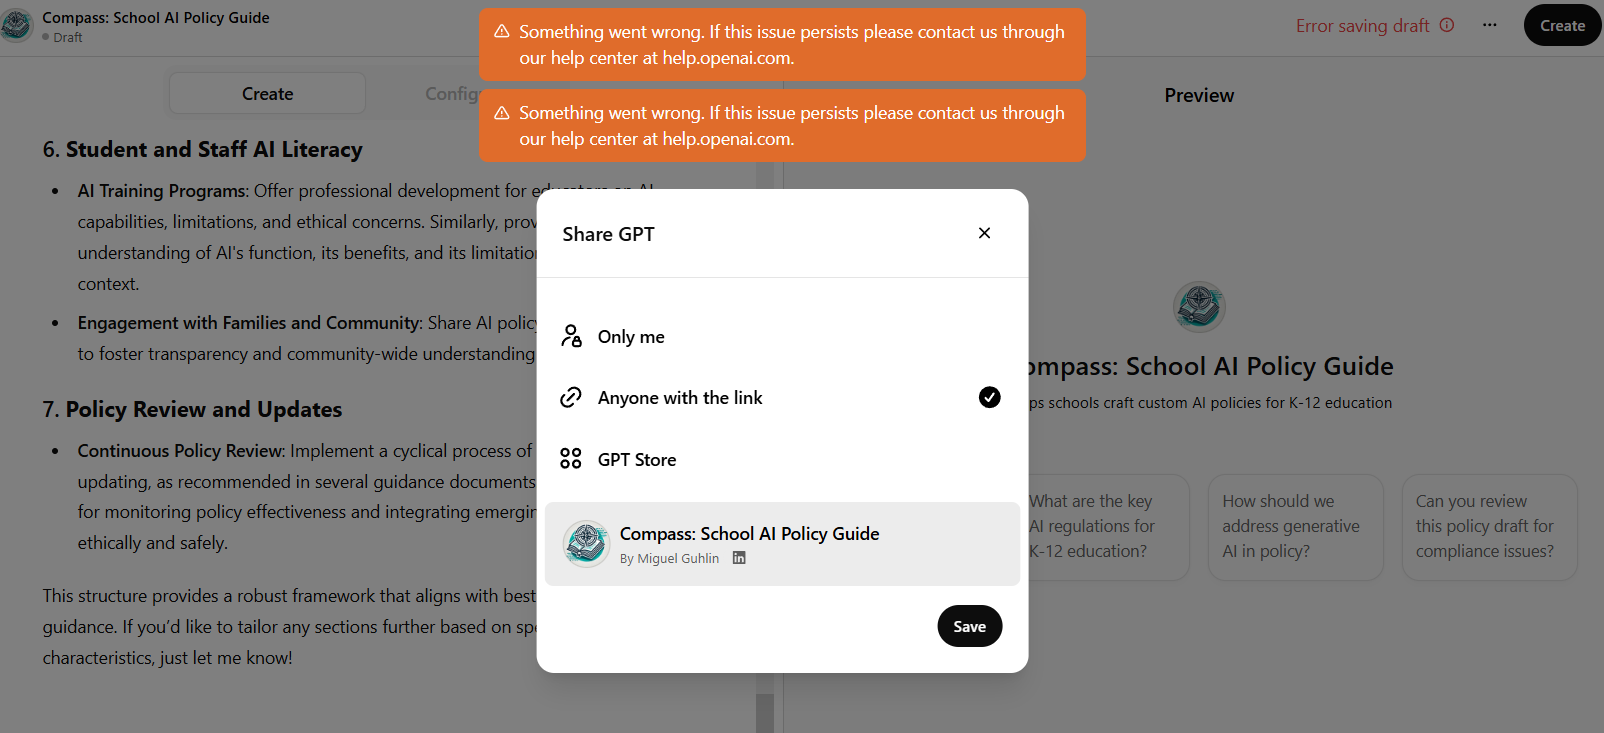 Compass: School AI Policy Guide
Draft
Something went wrong. If this issue persists please contact us through
our help center at help.openai.com.
Something went wrong. If this issue persists please contact us through
our help center at help.openai.com.
Error saving draft
Create
Create
Preview
6. Student and Staff AI Literacy
AI Training Programs: Offer professional development for educators on AI
capabilities, limitations, and ethical concerns. Similarly,
understanding of AI's function, its benefits, and its
context.
Engagement with Families and Community: Share AI
to foster transparency and community-wide understanding
7. Policy Review and Updates
Continuous Policy Review: Implement a cyclical process of
updating, as recommended in several guidance documents
for monitoring policy effectiveness and integrating
ethically and safely.
This structure provides a robust framework that aligns with best
guidance. If you’d like to tailor any sections further based on
characteristics, just let me know!
Share GPT
Only me
Anyone with the link
GPT Store
Compass: School AI Policy Guide
By Miguel Guhlin
in
Save
School AI Policy Guide
schools craft custom AI policies for K-12 education
What are the key
AI regulations for
K-12 education?
How should we
address generative
AI in policy?
Can you review
this policy draft for
compliance issues?